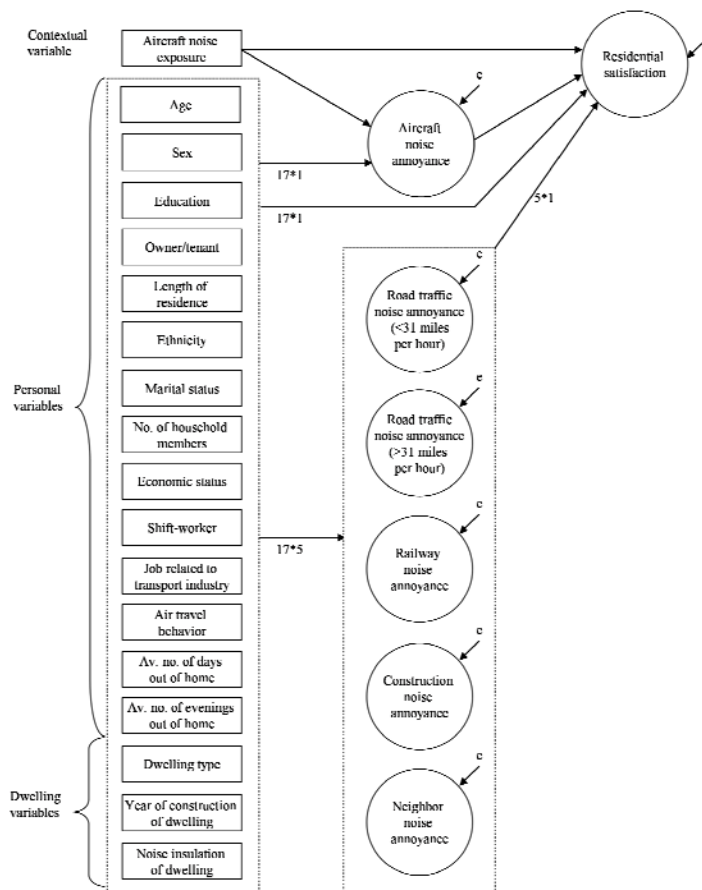 Contextual
variable
Aircraft noise
exposure
Residential
satisfaction
e
Aircraft
noise
annoyance
Age
Sex
17*1
Education
17*1
5*1
Owner/tenant
Length of
residence
e
Road traffic
noise annoyance
(<31 miles
per hour)
Ethnicity
Personal
variables
Marital status
e
Road traffic
noise annoyance
(>31 miles
per hour)
No. of household
members
Economic status
Shift-worker
17*5
e
Railway
noise
annoyance
Job related to
transport industry
Air travel
behavior
Av. no. of days
out of home
e
Construction
noise
annoyance
Av. no. of evenings
out of home
Dwelling
variables
Dwelling type
e
Neighbor
noise
annoyance
Year of construction
of dwelling
Noise insulation
of dwelling